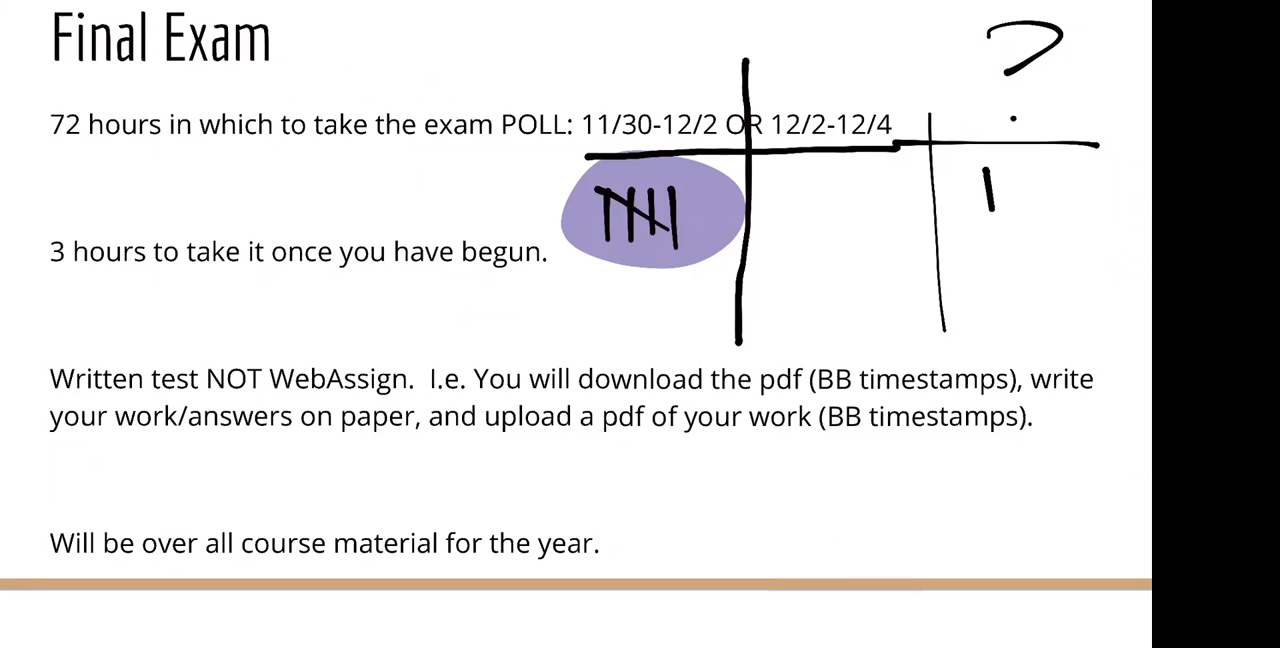 Final Exam
?
72 hours in which to take the exam POLL: 11/30-12/2 OR 12/2-12/4
3 hours to take it once you have begun.
Written test NOT WebAssign. I.e. You will download the pdf (BB timestamps), write
your work/answers on paper, and upload a pdf of your work (BB timestamps).
Will be over all course material for the year.